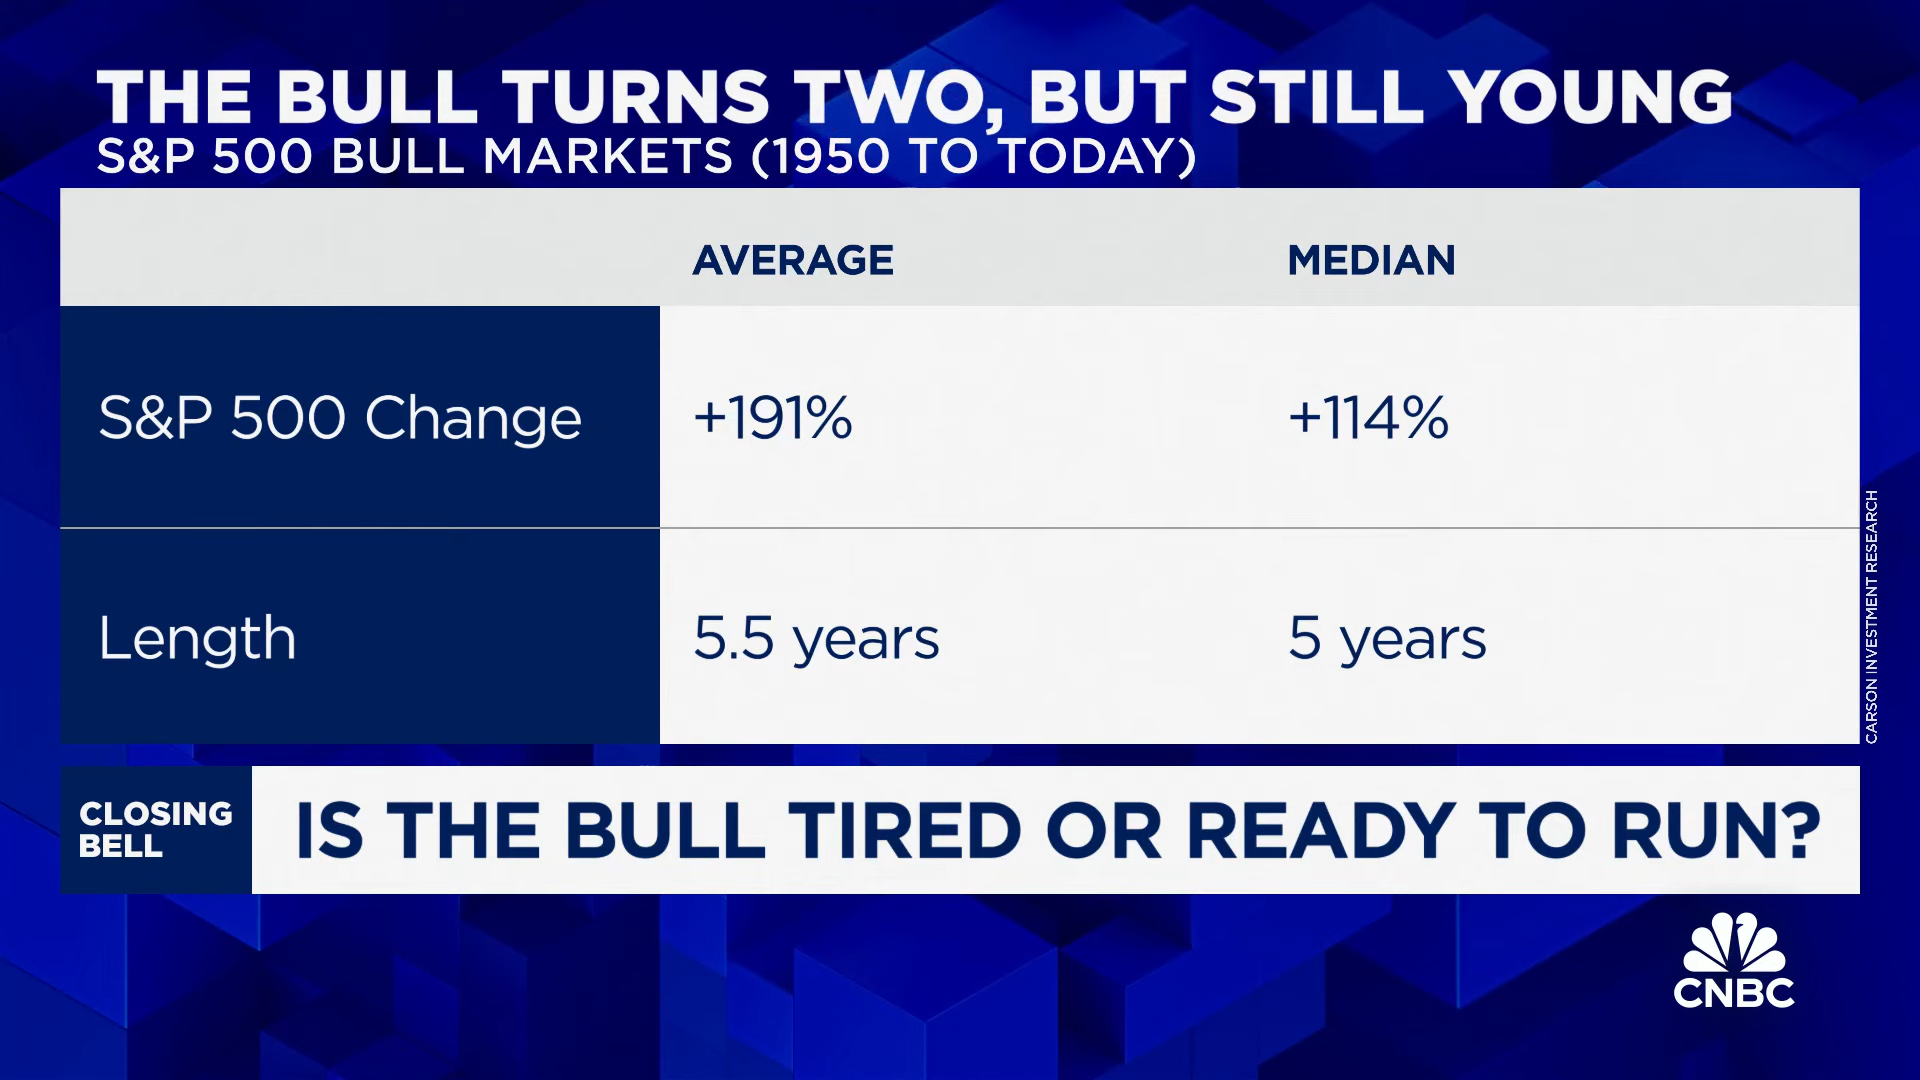 THE BULL TURNS TWO, BUT STILL YOUNG
S&P 500 BULL MARKETS (1950 TO TODAY)
AVERAGE MEDIAN
S&P 500 Change +191% +114%
Length 5.5 years 5 years
CARSON INVESTMENT RESEARCH
CLOSING
BELL
IS THE BULL TIRED OR READY TO RUN?
CNBC